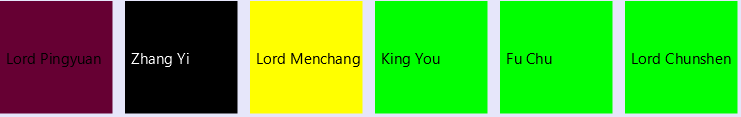 Lord Pingyuan
Zhang Yi
Lord Menchang
King You
Fu Chu
Lord Chunshen